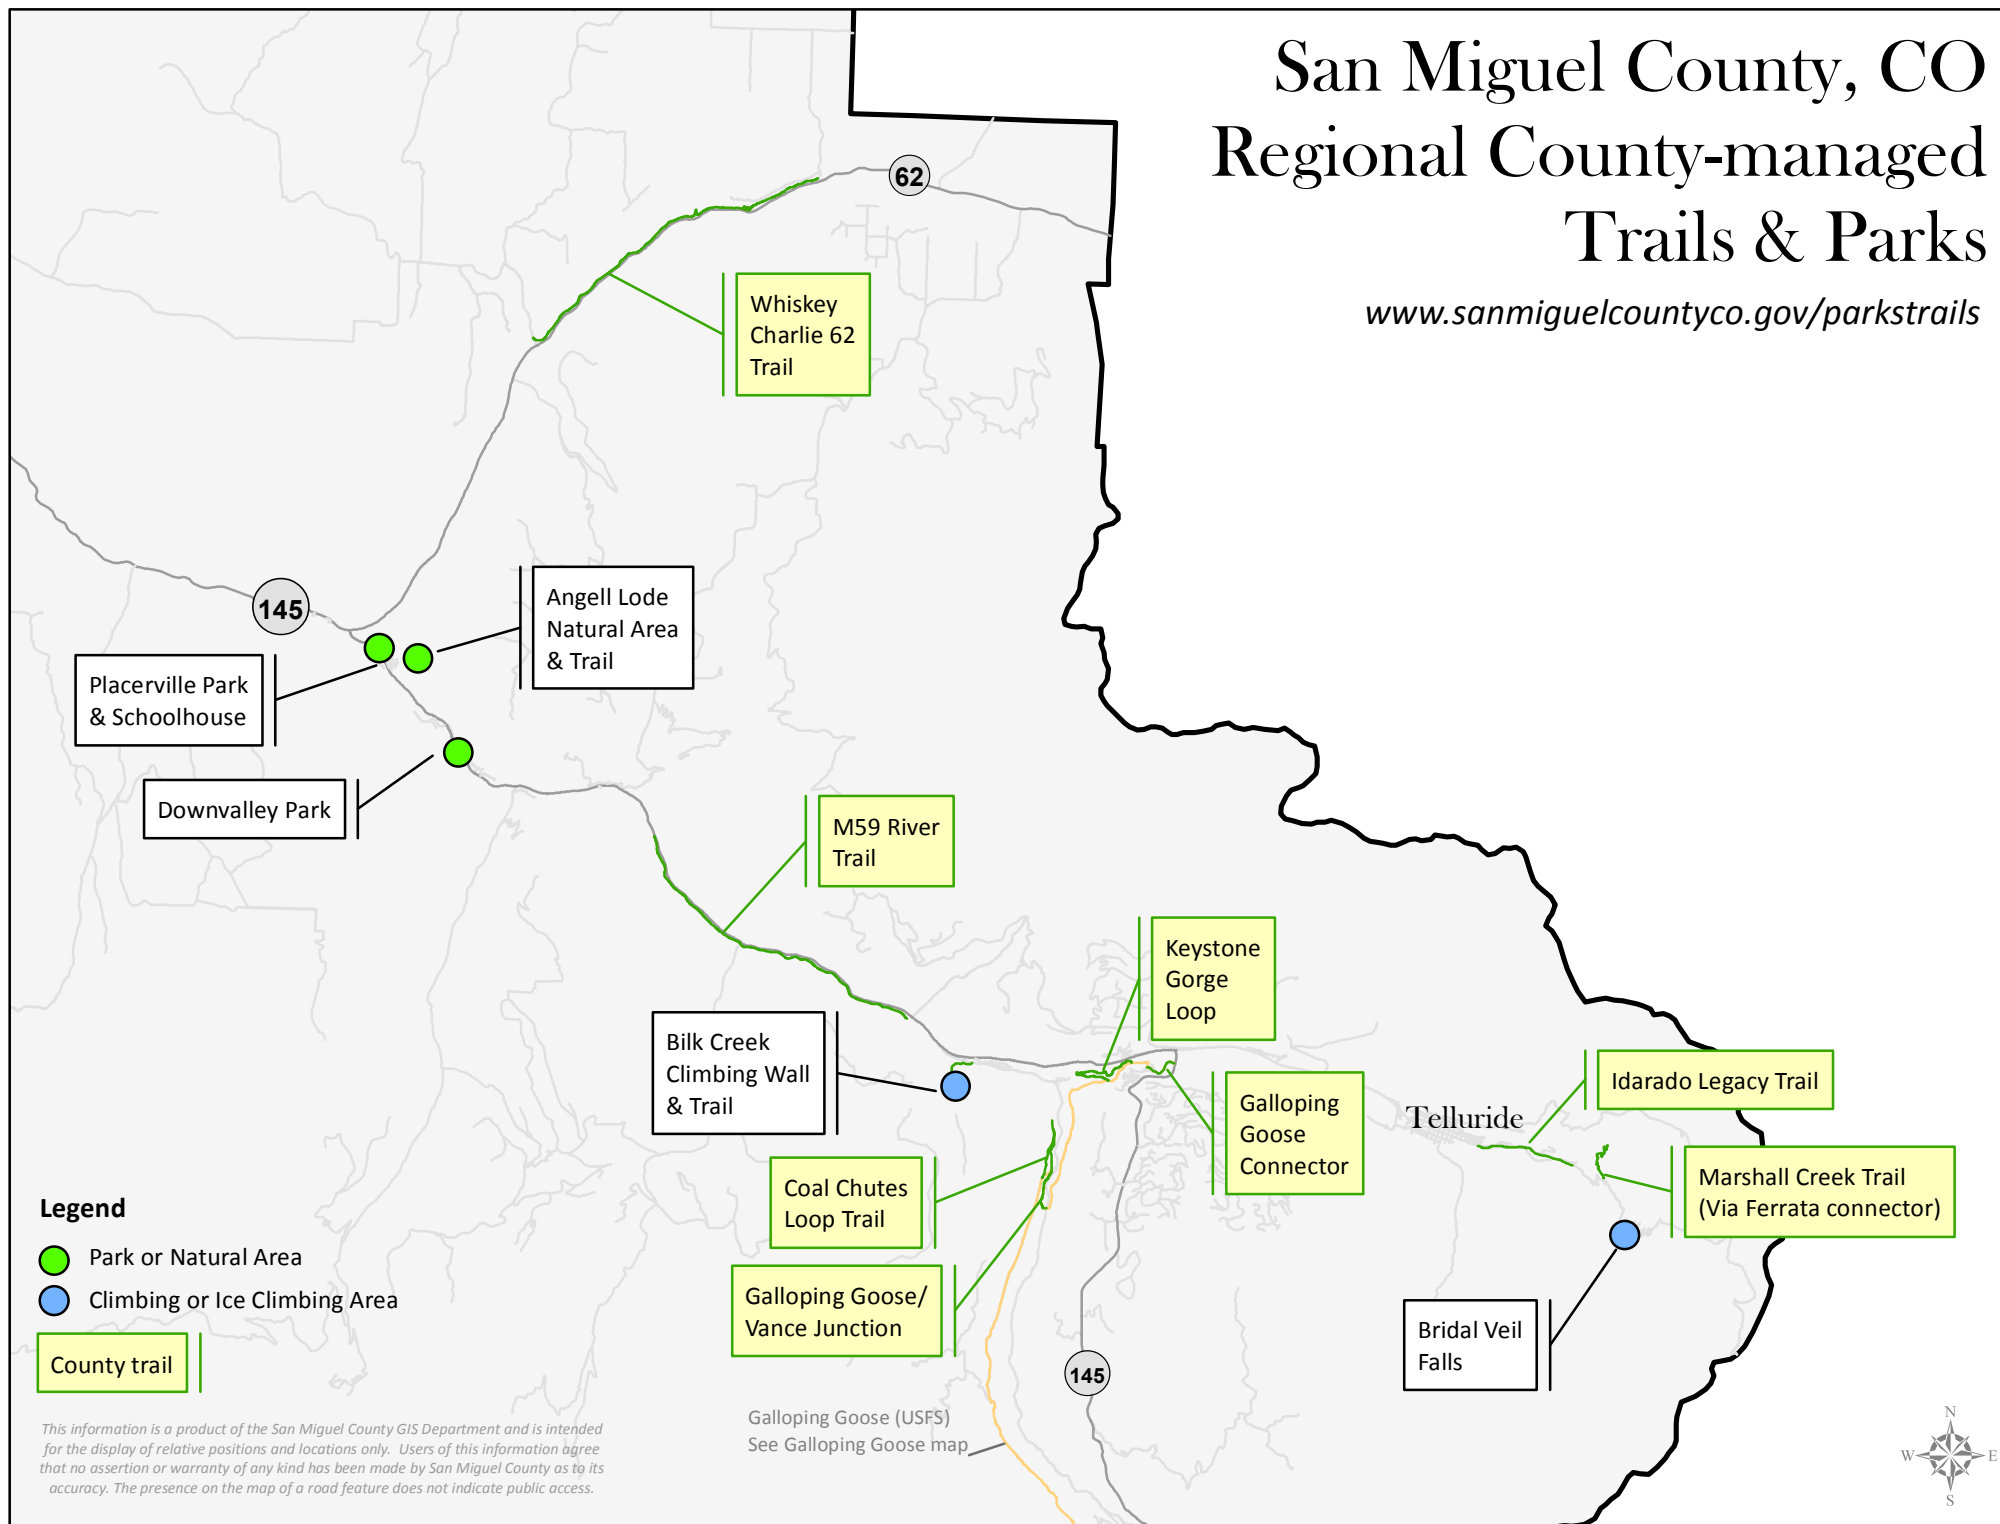 San Miguel County, CO
Regional County-managed
Trails & Parks
www.sanmiguelcountyco.gov/parkstrails
62
Whiskey
Charlie 62
Trail
145
Angell Lode
Natural Area
& Trail
Placerville Park
& Schoolhouse
Downvalley Park
M59 River
Trail
Keystone
Gorge
Loop
Bilk Creek
Climbing Wall
& Trail
Galloping
Goose
Connector
Telluride
Idarado Legacy Trail
Marshall Creek Trail
(Via Ferrata connector)
Coal Chutes
Loop Trail
Galloping Goose/
Vance Junction
Bridal Veil
Falls
145
Galloping Goose (USFS)
See Galloping Goose map
Legend
Park or Natural Area
Climbing or Ice Climbing Area
County trail
This information is a product of the San Miguel County GIS Department and is intended
for the display of relative positions and locations only. Users of this information agree
that no assertion or warranty of any kind has been made by San Miguel County as to its
accuracy. The presence on the map of a road feature does not indicate public access.
N
W
E
S